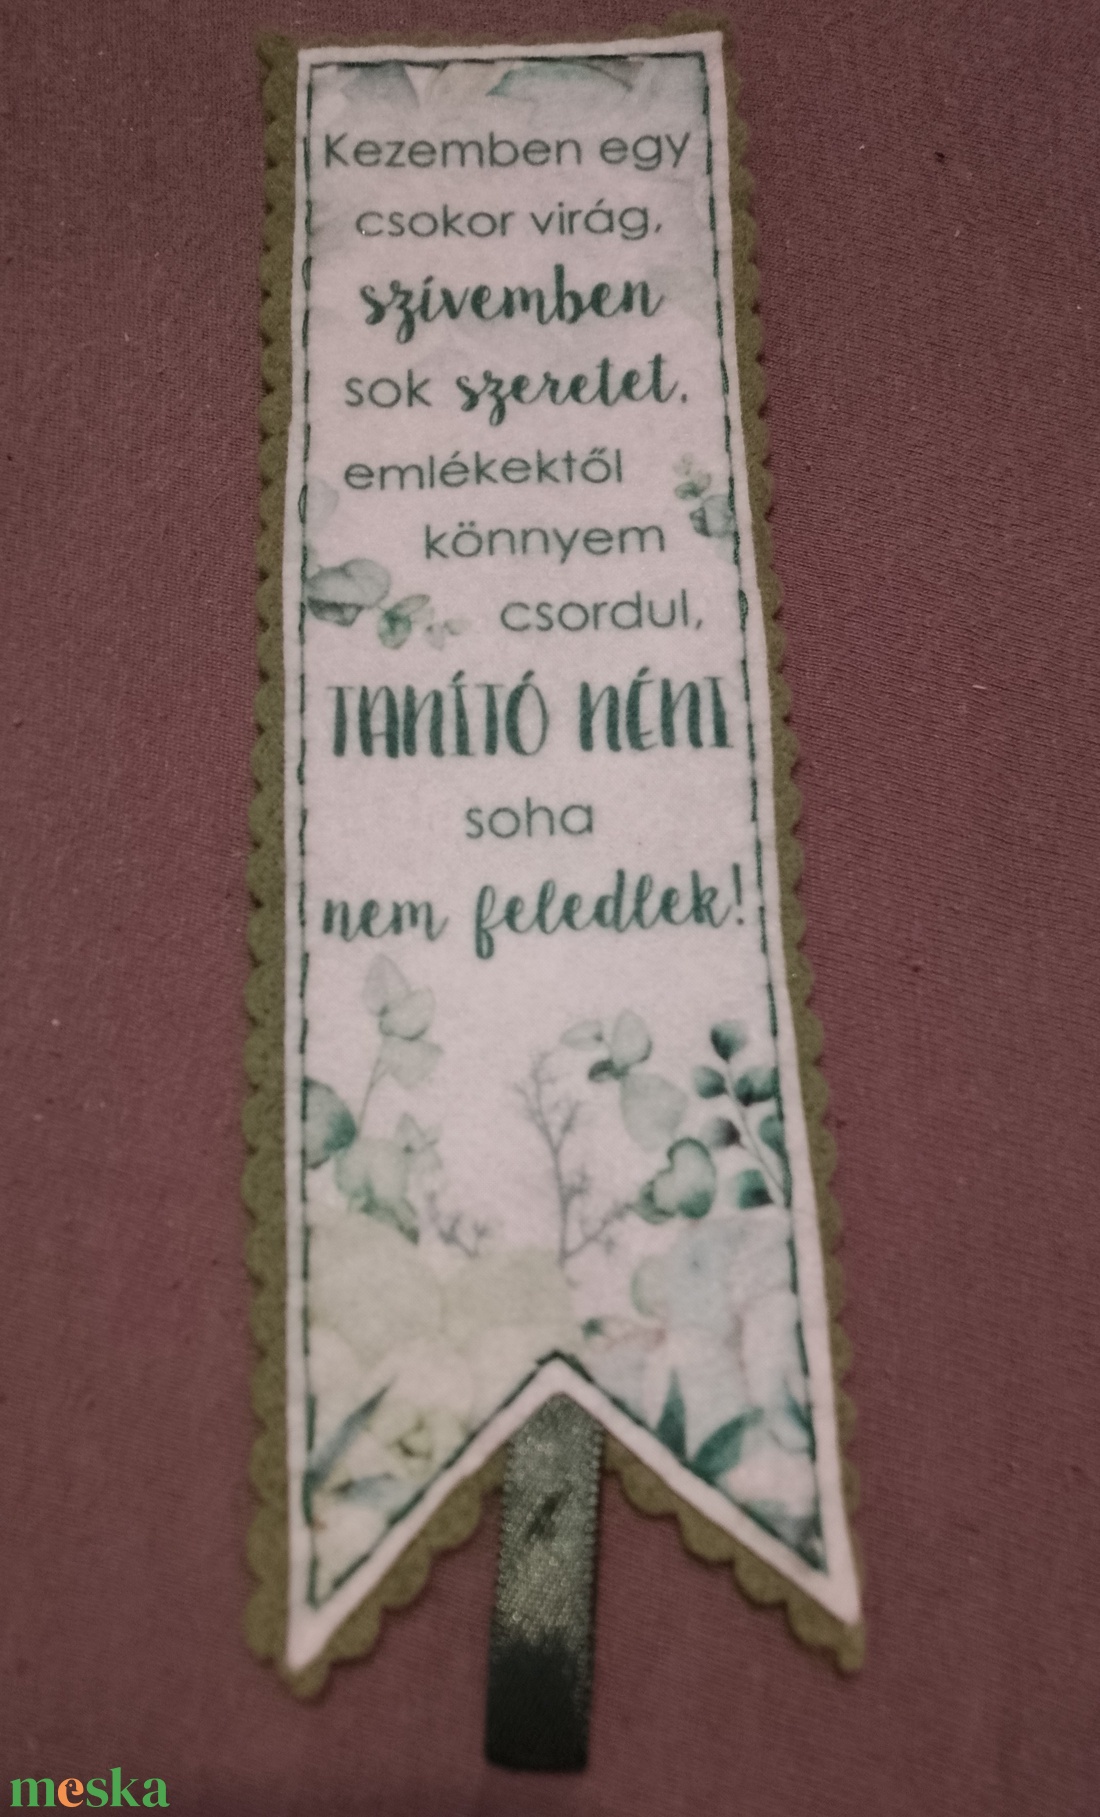 Kezemben egy
csokor virág,
szívemben
sok szeretet,
emlékektől
könnyem
csordul,
TANÍTÓ NÉNI
soha
nem feledlek!
meska